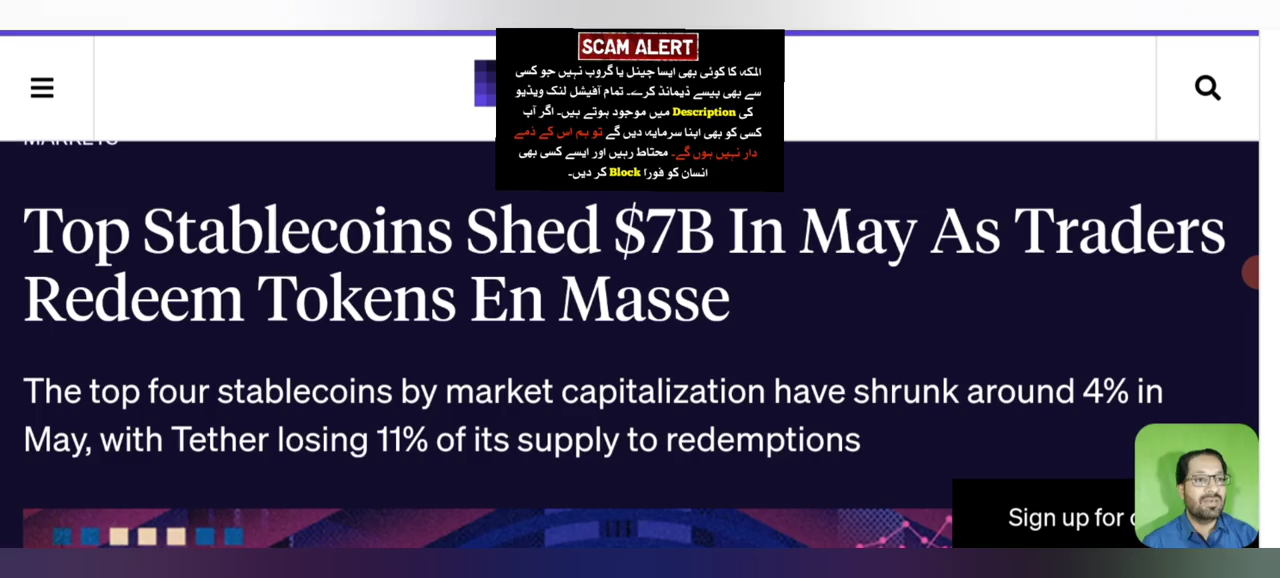 SCAM ALERT
المکہ کا کوئی بھی ایسا چینل یا گروپ نہیں جو کسی
سے بھی پیسے ڈیمانڈ کرے۔ تمام آفیشل لنک ویڈیو
کی Description میں موجود ہوتے ہیں۔ اگر آپ
کسی کو بھی اپنا سرمایہ دیں گے تو ہم اس کے ذمے
دار نہیں ہوں گے۔ محتاط رہیں اور ایسے کسی بھی
انسان کو فورا Block کر دیں۔
MARKETS
Top Stablecoins Shed $7B In May As Traders
Redeem Tokens En Masse
The top four stablecoins by market capitalization have shrunk around 4% in
May, with Tether losing 11% of its supply to redemptions
Sign up for